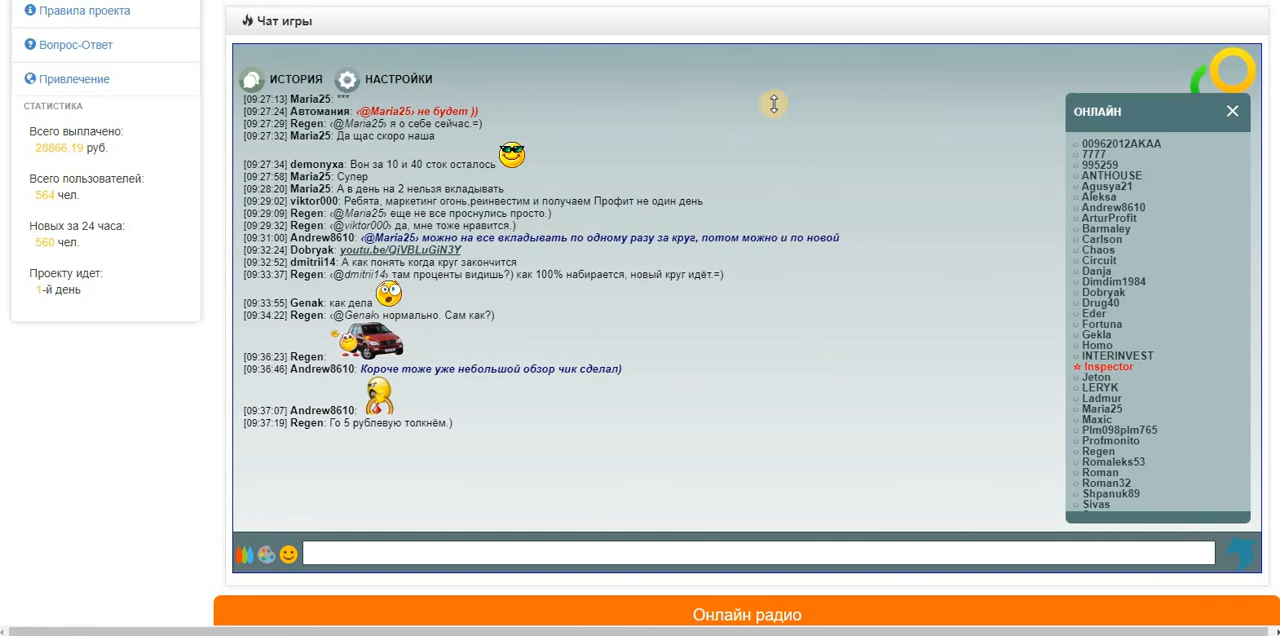 Правила проекта
Вопрос-Ответ
Привлечение
СТАТИСТИКА
Всего выплачено:
28866.19 руб.
Всего пользователей:
564 чел.
Новых за 24 часа:
560 чел.
Проекту идет:
1-й день
Чат игры
ИСТОРИЯ НАСТРОЙКИ
[09:27:13] Maria25: ***
[09:27:24] Автомания: ‹@Maria25› не будет ))
[09:27:29] Regen: ‹@Maria25› я о себе сейчас.=)
[09:27:32] Maria25: Да щас скоро наша
[09:27:34] demonyxa: Вон за 10 и 40 сток осталось
[09:27:58] Maria25: Супер
[09:28:20] Maria25: А в день на 2 нельзя вкладывать
[09:29:02] viktor000: Ребята, маркетинг огонь,реинвестим и получаем Профит не один день
[09:29:09] Regen: ‹@Maria25› еще не все проснулись просто.)
[09:29:32] Regen: ‹@viktor000› да, мне тоже нравится.)
[09:31:00] Andrew8610: ‹@Maria25› можно на все вкладывать по одному разу за круг, потом можно и по новой
[09:32:24] Dobryak: youtu.be/QiVBLuGiN3Y
[09:32:52] dmitrii14: А как понять когда круг закончится
[09:33:37] Regen: ‹@dmitrii14› там проценты видишь?) как 100% набирается, новый круг идёт.=)
[09:33:55] Genak: как дела
[09:34:22] Regen: ‹@Genak› нормально. Сам как?)
[09:36:23] Regen:
[09:36:46] Andrew8610: Короче тоже уже небольшой обзор чик сделал)
[09:37:07] Andrew8610:
[09:37:19] Regen: Го 5 рублевую толкнём.)
ОНЛАЙН
00962012AKAA
7777
995259
ANTHOUSE
Agusya21
Aleksa
Andrew8610
ArturProfit
Barmaley
Carlson
Chaos
Circuit
Danja
Dimdim1984
Dobryak
Drug40
Eder
Fortuna
Gekla
Homo
INTERINVEST
Inspector
Jeton
LERYK
Ladmur
Maria25
Maxic
Plm098plm765
Profmonito
Regen
Romaleks53
Roman
Roman32
Shpanuk89
Sivas
Онлайн радио